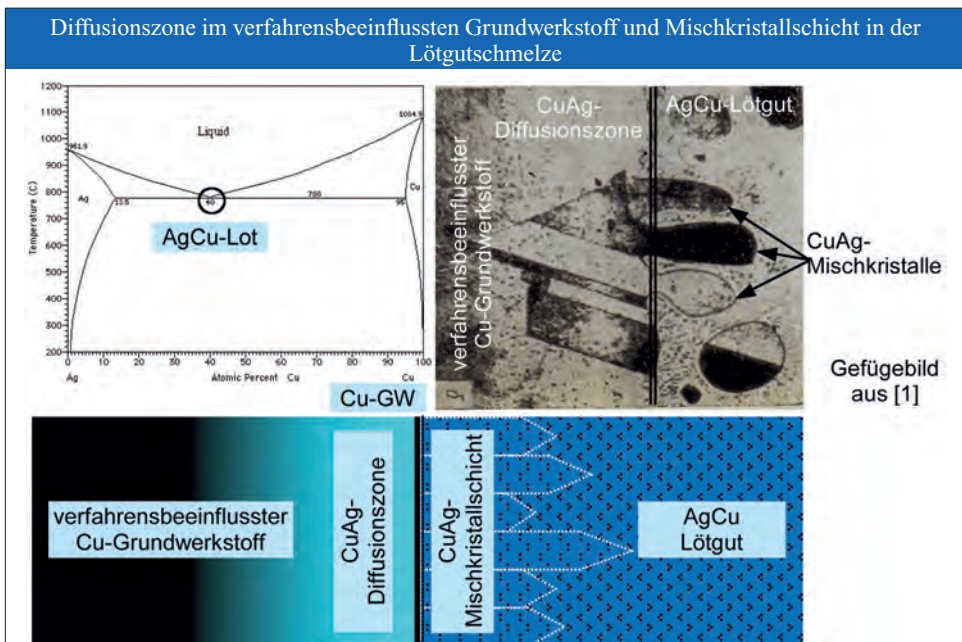 Diffusionszone im verfahrensbeeinflussten Grundwerkstoff und Mischkristallschicht in der
Lötgutschmelze
1200
1100
1000
900
800
700
600
500
400
300
200
Temperature (C)
961.9
1084.9
Liquid
Ag
Cu
13.5
40
780
95
AgCu-Lot
0
10
20
30
40
50
60
70
80
90
100
Ag
Atomic Percent Cu
Cu
Cu-GW
CuAg-
Diffusionszone
AgCu-Lötgut
verfahrensbeeinflusster
Cu-Grundwerkstoff
CuAg-
Mischkristalle
Gefügebild
aus [1]
verfahrensbeeinflusster
Cu-Grundwerkstoff
CuAg-
Diffusionszone
CuAg-
Mischkristallschicht
AgCu
Lötgut